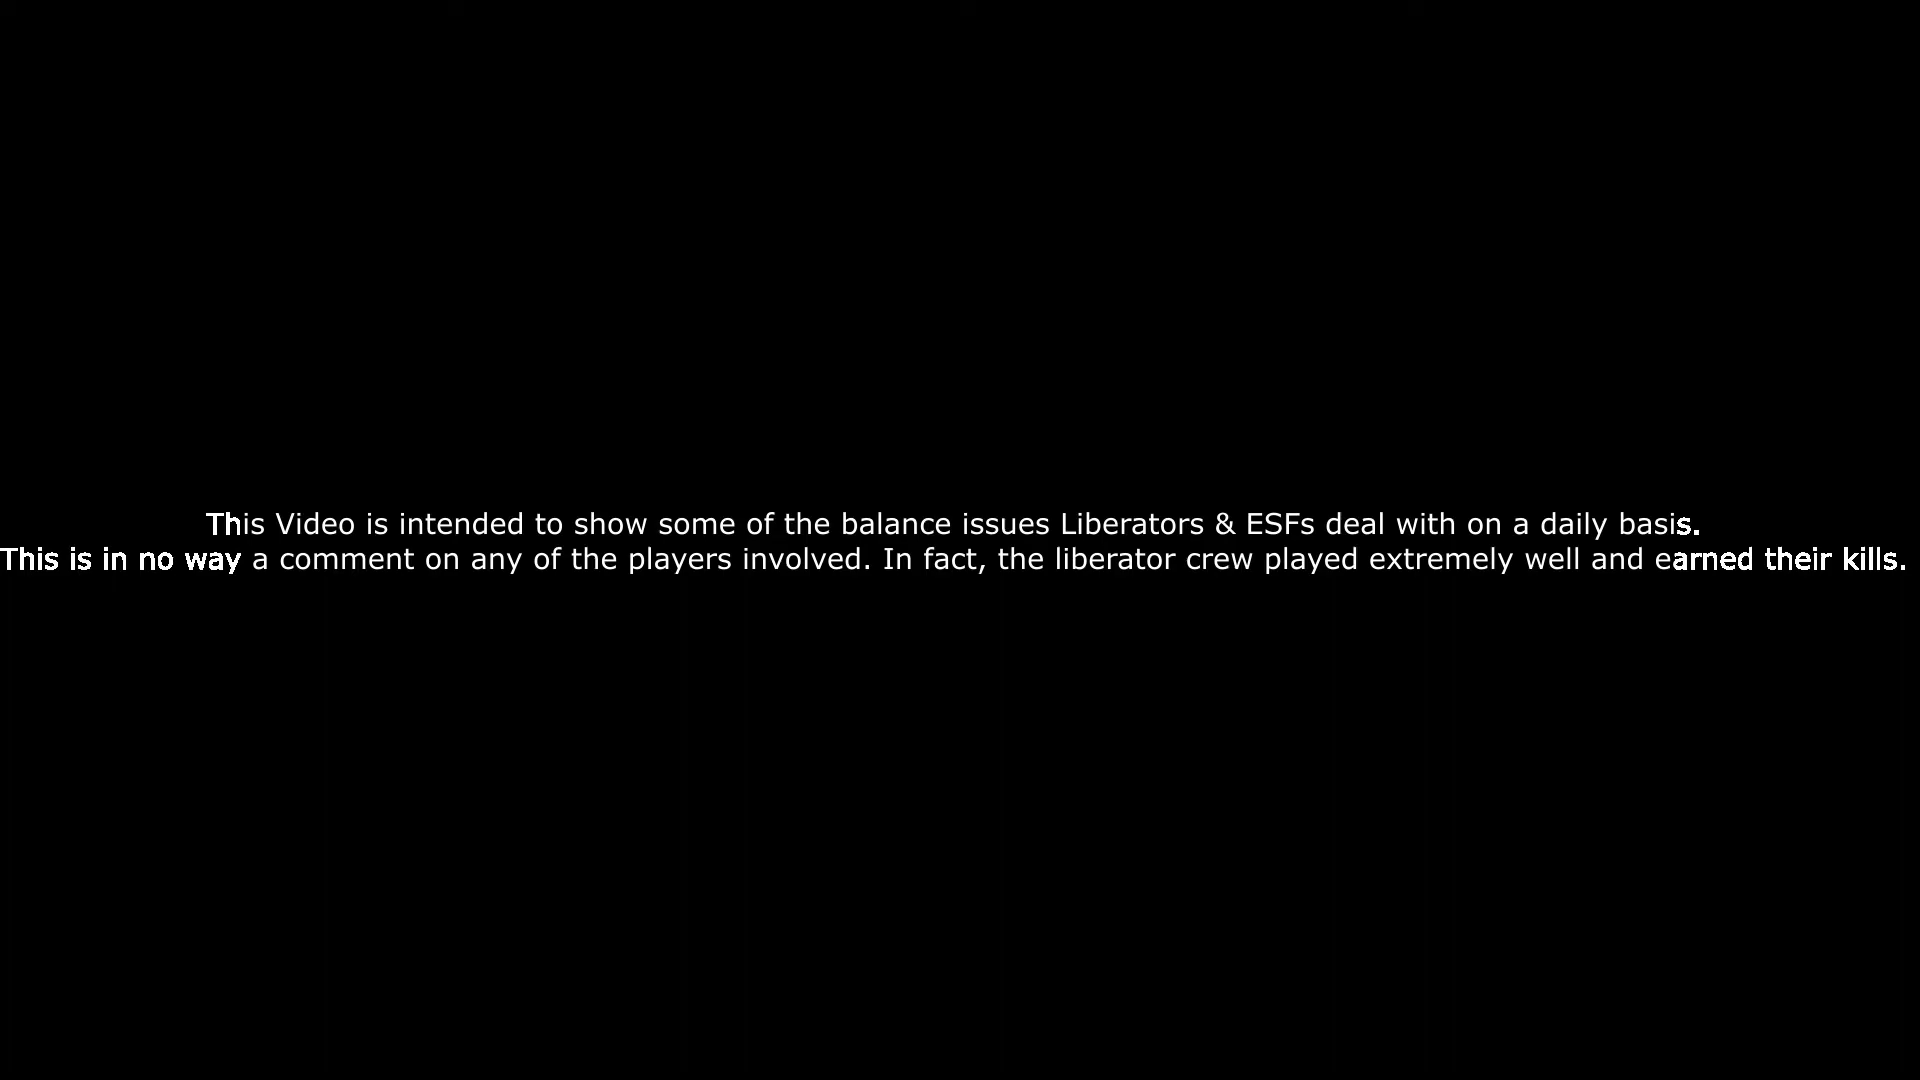 This Video is intended to show some of the balance issues Liberators & ESFs deal with on a daily basis.
This is in no way a comment on any of the players involved. In fact, the liberator crew played extremely well and earned their kills.